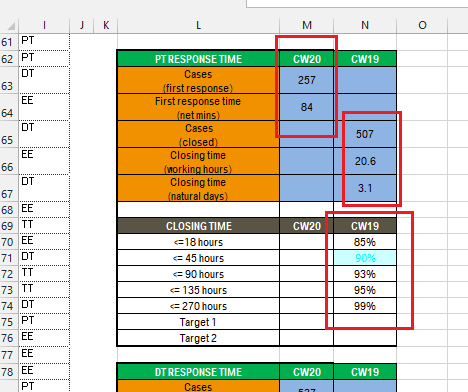 I J K L M N O
61 PT
62 PT PT RESPONSE TIME CW20 CW19
63 DT Cases
(first response) 257
64 EE First response time
(net mins) 84
65 DT Cases
(closed) 507
66 EE Closing time
(working hours) 20.6
67 DT Closing time
(natural days) 3.1
68 EE
69 TT CLOSING TIME CW20 CW19
70 EE <=18 hours 85%
71 DT <= 45 hours 90%
72 TT <= 90 hours 93%
73 TT <= 135 hours 95%
74 DT <= 270 hours 99%
75 PT Target 1
76 EE Target 2
77 EE
78 EE DT RESPONSE TIME CW20 CW19
PT Cases